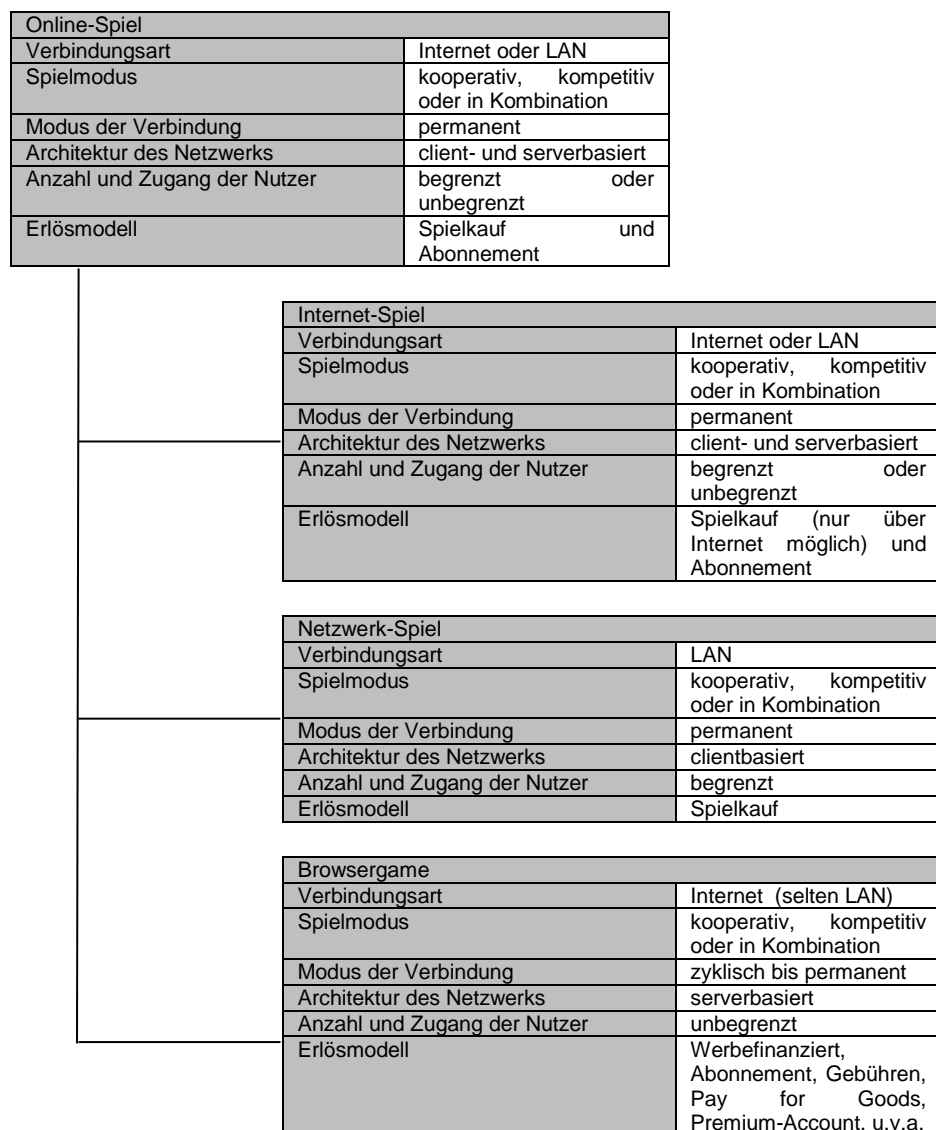 Online-Spiel
Verbindungsart Internet oder LAN
Spielmodus kooperativ, kompetitiv
oder in Kombination
Modus der Verbindung permanent
Architektur des Netzwerks client- und serverbasiert
Anzahl und Zugang der Nutzer begrenzt oder
unbegrenzt
Erlösmodell Spielkauf und
Abonnement
Internet-Spiel
Verbindungsart Internet oder LAN
Spielmodus kooperativ, kompetitiv
oder in Kombination
Modus der Verbindung permanent
Architektur des Netzwerks client- und serverbasiert
Anzahl und Zugang der Nutzer begrenzt oder
unbegrenzt
Erlösmodell Spielkauf (nur über
Internet möglich) und
Abonnement
Netzwerk-Spiel
Verbindungsart LAN
Spielmodus kooperativ, kompetitiv
oder in Kombination
Modus der Verbindung permanent
Architektur des Netzwerks clientbasiert
Anzahl und Zugang der Nutzer begrenzt
Erlösmodell Spielkauf
Browsergame
Verbindungsart Internet (selten LAN)
Spielmodus kooperativ, kompetitiv
oder in Kombination
Modus der Verbindung zyklisch bis permanent
Architektur des Netzwerks serverbasiert
Anzahl und Zugang der Nutzer unbegrenzt
Erlösmodell Werbefinanziert,
Abonnement, Gebühren,
Pay for Goods,
Premium-Account, u.v.a.